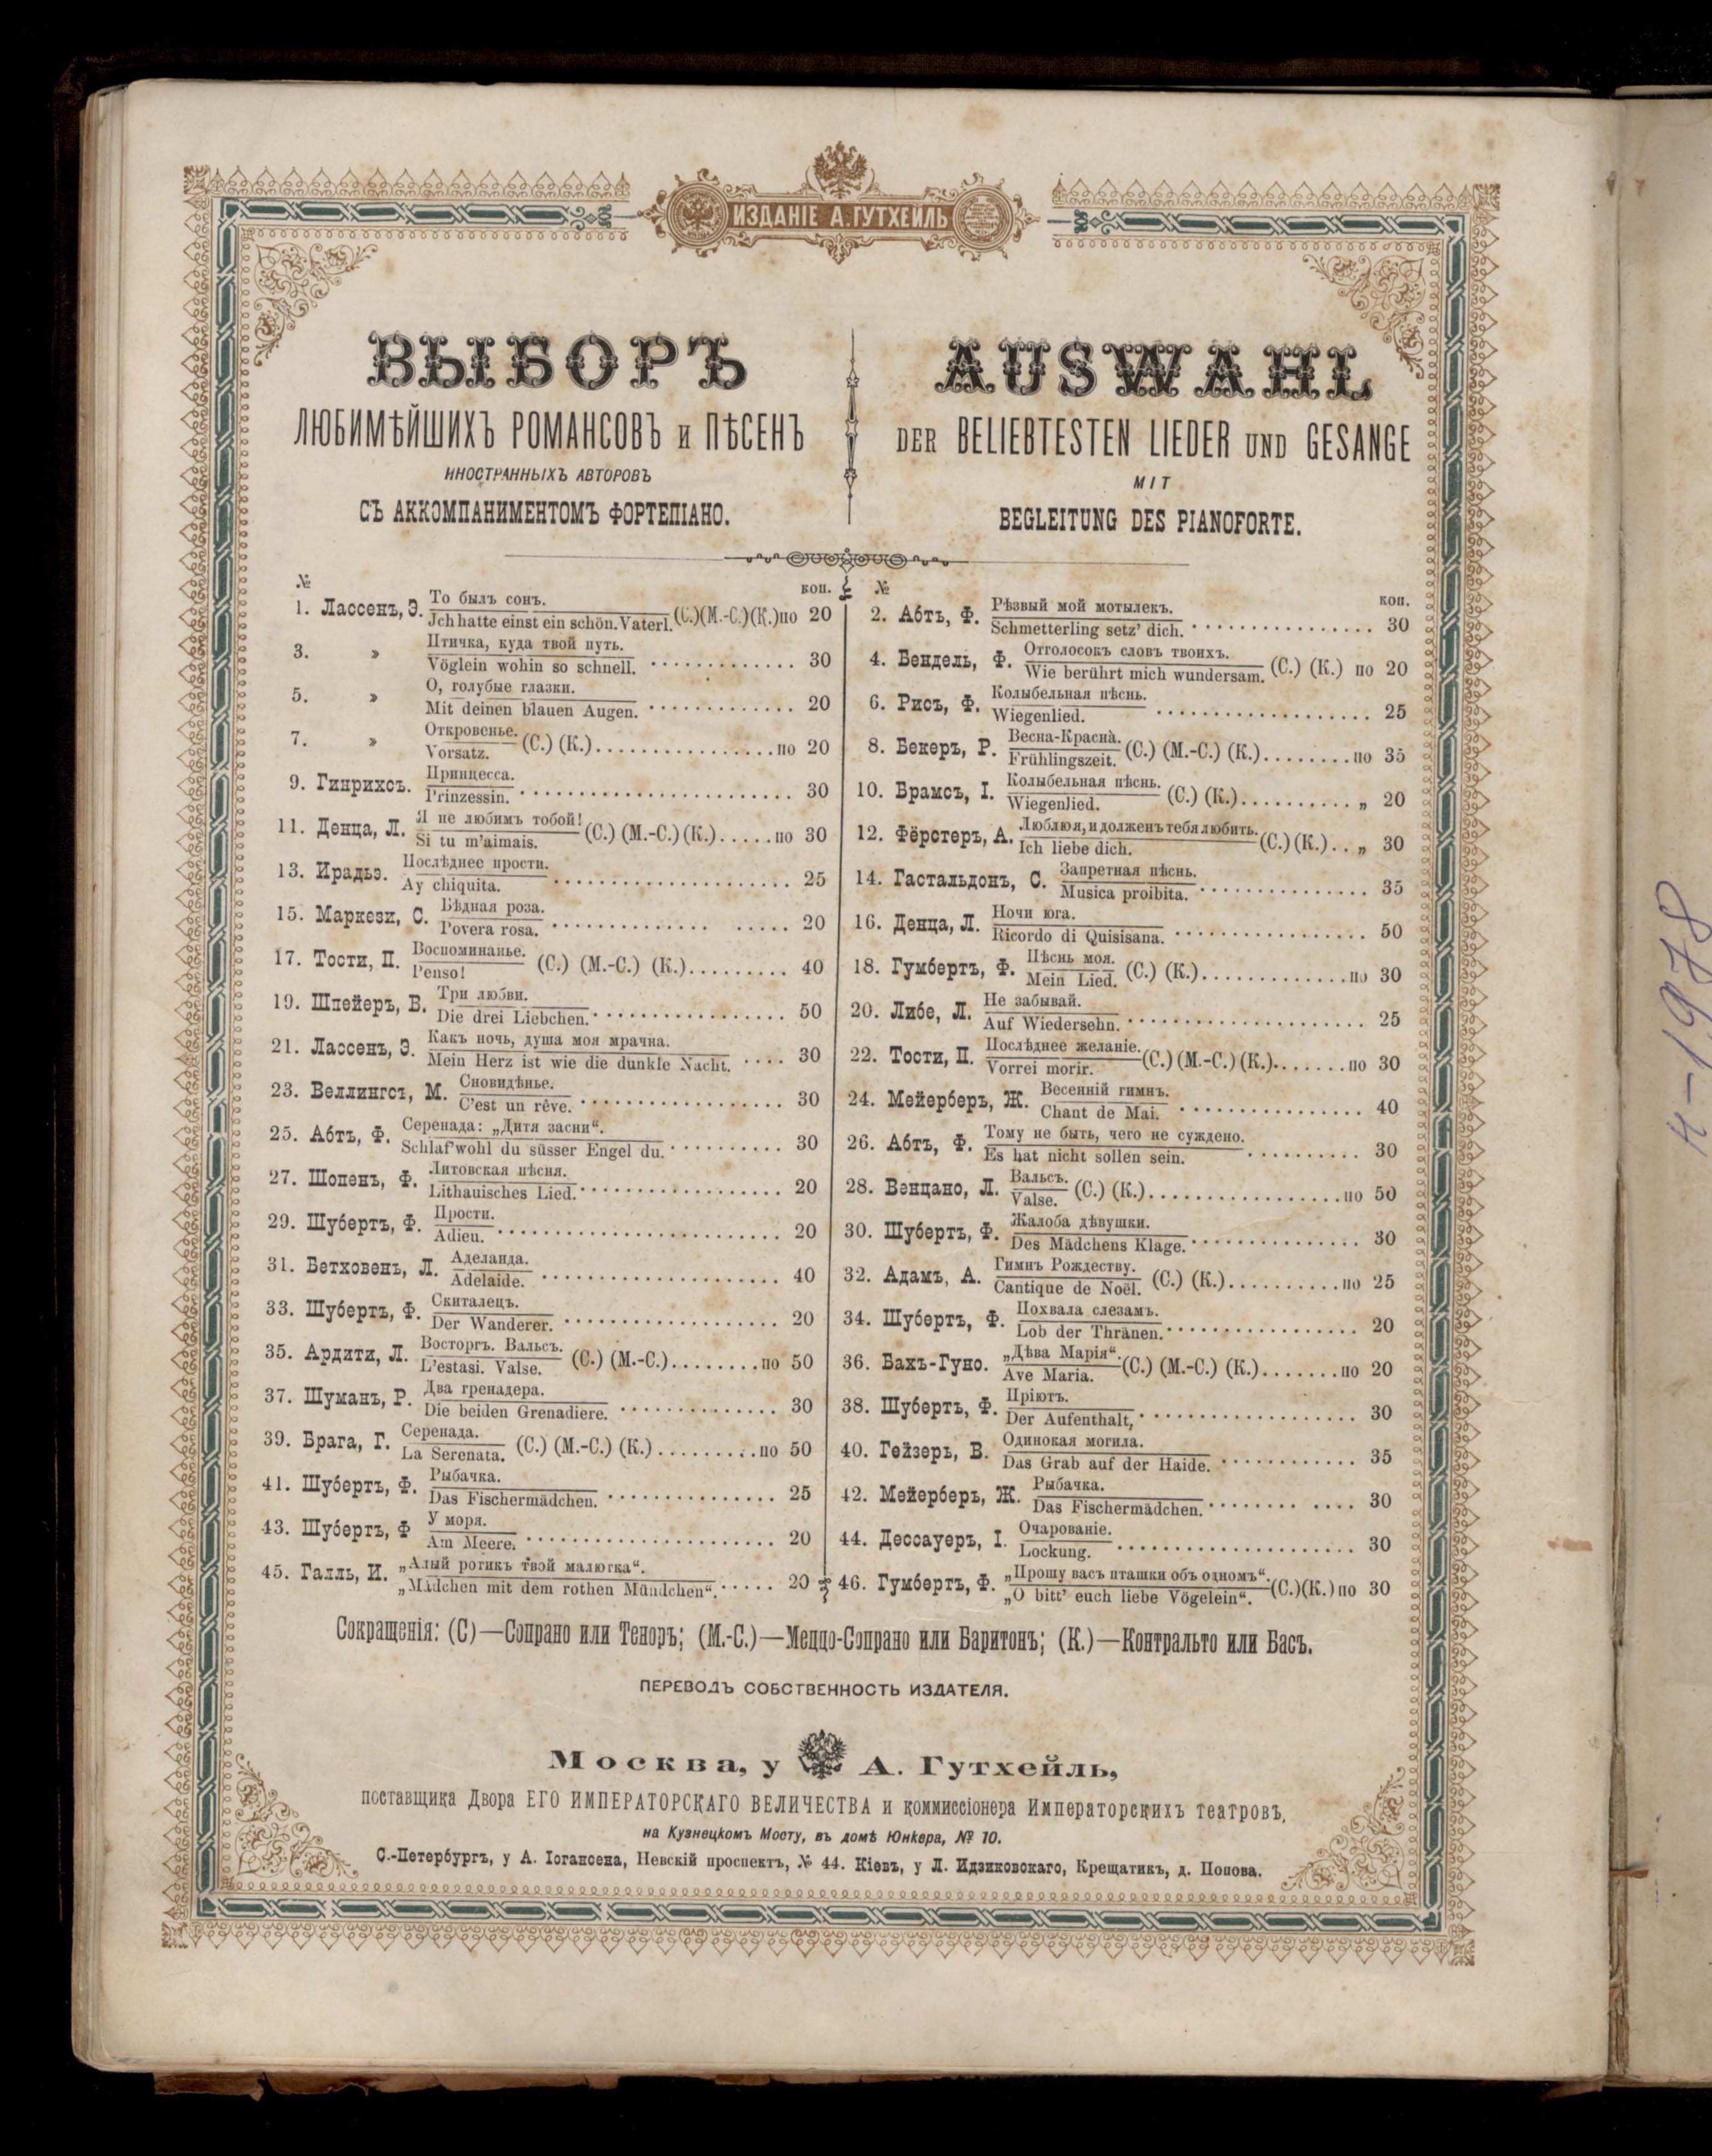 ИЗДАНІЕ А. ГУТХЕЙЛЬ
ВЫБОРЪ
ЛЮБИМѢЙШИХЪ РОМАНСОВЪ и ПѢСЕНЪ
ИНОСТРАННЫХЪ АВТОРОВЪ
СЪ АККОМПАНИМЕНТОМЪ ФОРТЕПІАНО.
AUSWAHL
DER BELIEBTESTEN LIEDER UND GESANGE
MIT
BEGLEITUNG DES PIANOFORTE.
№ коп.
1. Лассенъ, Э. То былъ сонъ.
Jch hatte einst ein schön. Vaterl. (С.) (М.-С.) (К.) по 20
3. » Птичка, куда твой путь.
Vöglein wohin so schnell. 30
5. » О, голубые глазки.
Mit deinen blauen Augen. 20
7. » Откровенье.
Vorsatz. (С.) (К.) по 20
9. Гинрихсъ. Принцесса.
Prinzessin. 30
11. Денца, Л. Я не любимъ тобой!
Si tu m'aimais. (С.) (М.-С.) (К.) по 30
13. Ирадьэ. Послѣднее прости.
Ay chiquita. 25
15. Маркези, С. Бѣдная роза.
Povera rosa. 20
17. Тости, П. Воспоминанье.
Penso! (С.) (М.-С.) (К.) 40
19. Шпейеръ, В. Три любви.
Die drei Liebchen. 50
21. Лассенъ, Э. Какъ ночь, душа моя мрачна.
Mein Herz ist wie die dunkle Nacht. 30
23. Веллингсъ, М. Сновидѣнье.
C'est un rêve. 30
25. Абтъ, Ф. Серенада: „Дитя засни“.
Schlaf'wohl du süsser Engel du. 30
27. Шопенъ, Ф. Литовская пѣсня.
Lithauisches Lied. 20
29. Шубертъ, Ф. Прости.
Adieu. 20
31. Бетховенъ, Л. Аделаида.
Adelaide. 40
33. Шубертъ, Ф. Скиталецъ.
Der Wanderer. 20
35. Ардити, Л. Восторгъ. Вальсъ.
L'estasi. Valse. (С.) (М.-С.) по 50
37. Шуманъ, Р. Два гренадера.
Die beiden Grenadiere. 30
39. Брага, Г. Серенада.
La Serenata. (С.) (М.-С.) (К.) по 50
41. Шубертъ, Ф. Рыбачка.
Das Fischermädchen. 25
43. Шубертъ, Ф У моря.
Am Meere. 20
45. Галль, И. „Алый ротикъ твой малютка“.
„Mädchen mit dem rothen Mündchen“. 20
№ коп.
2. Абтъ, Ф. Рѣзвый мой мотылекъ.
Schmetterling setz' dich. 30
4. Бендель, Ф. Отголосокъ словъ твоихъ.
Wie berührt mich wundersam. (С.) (К.) по 20
6. Рисъ, Ф. Колыбельная пѣснь.
Wiegenlied. 25
8. Бекеръ, Р. Весна-Краснà.
Frühlingszeit. (С.) (М.-С.) (К.) по 35
10. Брамсъ, І. Колыбельная пѣснь.
Wiegenlied. (С.) (К.) „ 20
12. Фёрстеръ, А. Люблю я, и долженъ тебя любить.
Ich liebe dich. (С.) (К.) „ 30
14. Гастальдонъ, С. Запретная пѣснь.
Musica proibita. 35
16. Денца, Л. Ночи юга.
Ricordo di Quisisana. 50
18. Гумбертъ, Ф. Пѣснь моя.
Mein Lied. (С.) (К.) по 30
20. Либе, Л. Не забывай.
Auf Wiedersehn. 25
22. Тости, П. Послѣднее желаніе.
Vorrei morir. (С.) (М.-С.) (К.) по 30
24. Мейерберъ, Ж. Весенній гимнъ.
Chant de Mai. 40
26. Абтъ, Ф. Тому не быть, чего не суждено.
Es hat nicht sollen sein. 30
28. Венцано, Л. Вальсъ.
Valse. (С.) (К.) по 50
30. Шубертъ, Ф. Жалоба дѣвушки.
Des Mädchens Klage. 30
32. Адамъ, А. Гимнъ Рождеству.
Cantique de Noël. (С.) (К.) по 25
34. Шубертъ, Ф. Похвала слезамъ.
Lob der Thränen. 20
36. Бахъ-Гуно. „Дѣва Марія“.
Ave Maria. (С.) (М.-С.) (К.) по 20
38. Шубертъ, Ф. Пріютъ.
Der Aufenthalt, 30
40. Гейзеръ, В. Одинокая могила.
Das Grab auf der Haide. 35
42. Мейерберъ, Ж. Рыбачка.
Das Fischermädchen. 30
44. Дессауеръ, І. Очарованіе.
Lockung. 30
46. Гумбертъ, Ф. „Прошу васъ пташки объ одномъ“.
„O bitt' euch liebe Vögelein“. (С.) (К.) по 30
Сокращенія: (С)—Сопрано или Теноръ; (М.-С.)—Меццо-Сопрано или Баритонъ; (К.)—Контральто или Басъ.
ПЕРЕВОДЪ СОБСТВЕННОСТЬ ИЗДАТЕЛЯ.
Москва, у А. Гутхейль,
поставщика Двора ЕГО ИМПЕРАТОРСКАГО ВЕЛИЧЕСТВА и коммиссіонера Императорскихъ театровъ,
на Кузнецкомъ Мосту, въ домѣ Юнкера, № 10.
С.-Петербургъ, у А. Іогансена, Невскій проспектъ, № 44. Кіевъ, у Л. Идзиковскаго, Крещатикъ, д. Попова.
Н-1978